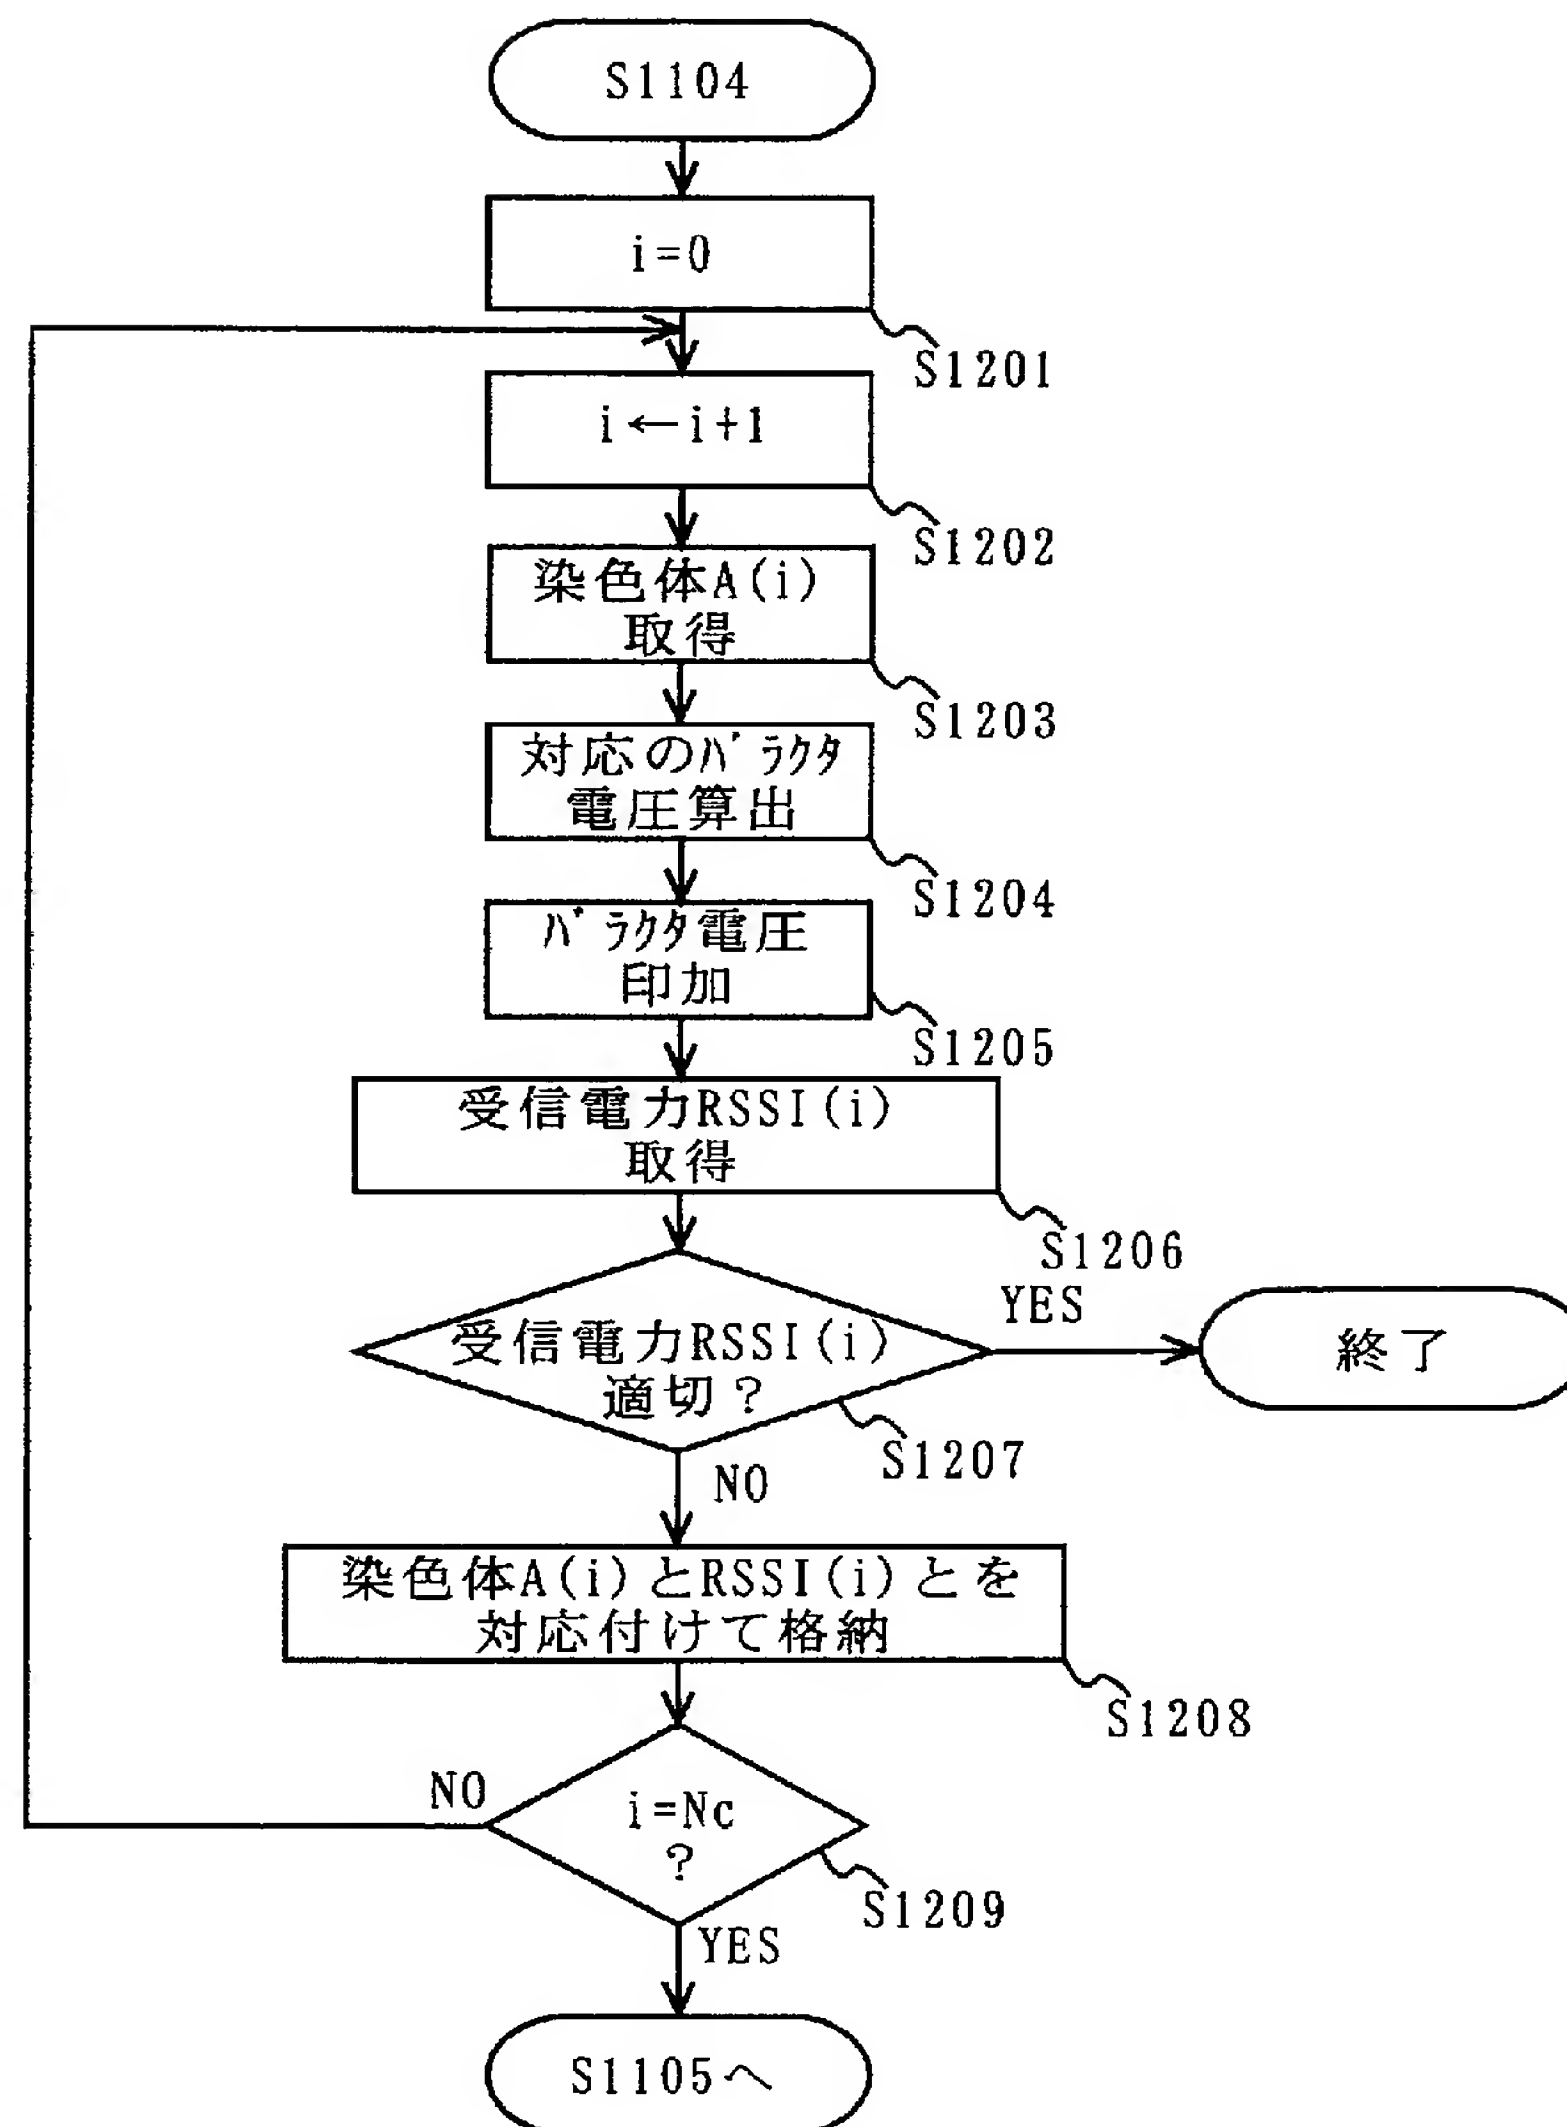 S1104
i=0
S1201
i←i+1
S1202
染色体A(i)
取得
S1203
対応のバラクタ
電圧算出
S1204
バラクタ電圧
印加
S1205
受信電力RSSI(i)
取得
S1206
YES
受信電力RSSI(i)
適切?
終了
S1207
NO
染色体A(i)とRSSI(i)とを
対応付けて格納
S1208
NO
i=Nc
?
S1209
YES
S1105へ